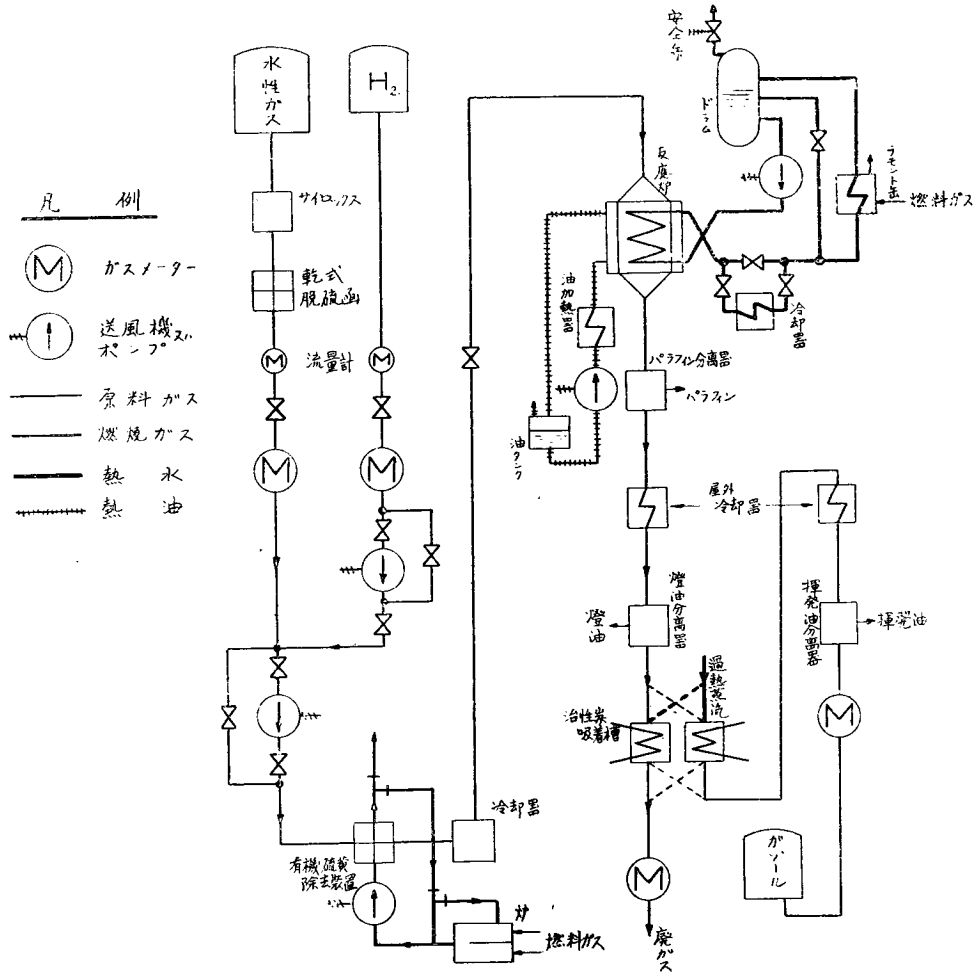 水性ガス
H₂
サイロックス
乾式
脱硫函
流量計
凡 例
ガスメーター
送風機又ハ
ポンプ
原料ガス
燃焼ガス
熱 水
熱 油
M
M
M
M
安全弁
ドラム
ラモント缶
燃料ガス
反應炉
冷却器
油加熱器
油タンク
パラフィン分離器
パラフィン
屋外
冷却器
燈油分離器
燈油
過熱蒸汽
活性炭
吸着槽
揮発油分離器
揮発油
M
M
ガゾール
廃ガス
冷却器
有機硫黄
除去装置
炉
燃料ガス